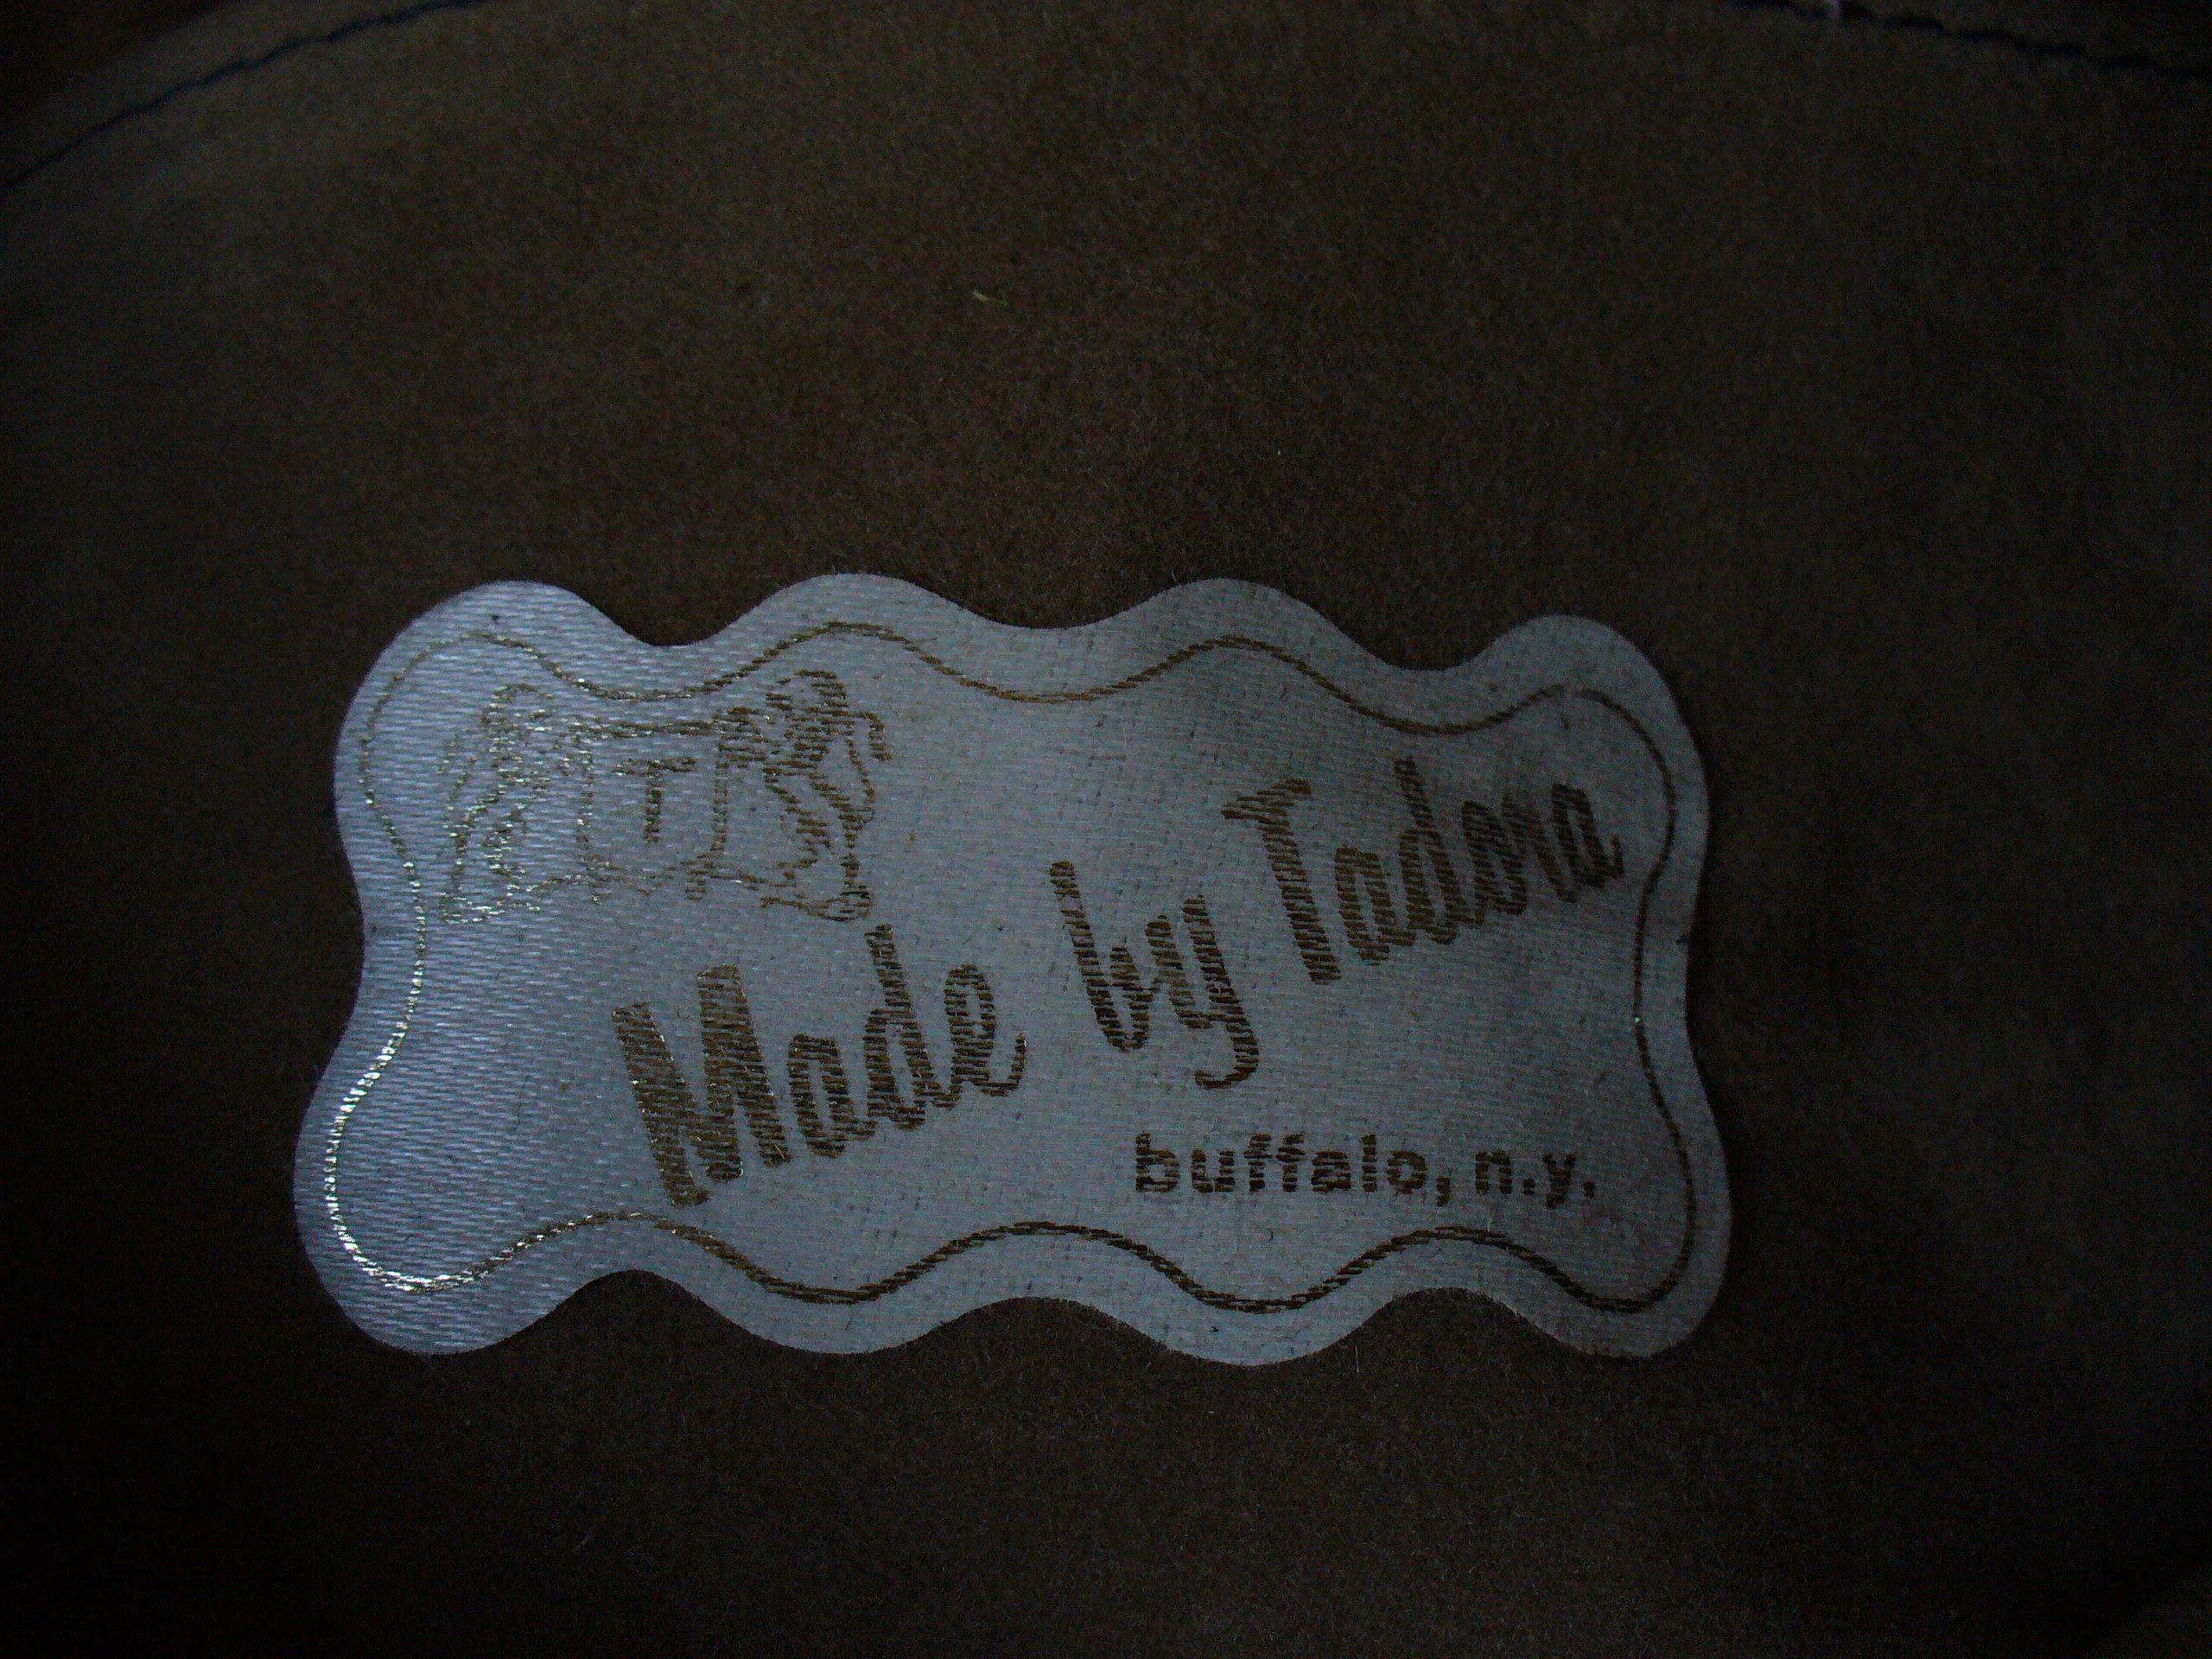 T
Made by Tadora
buffalo, n.y.